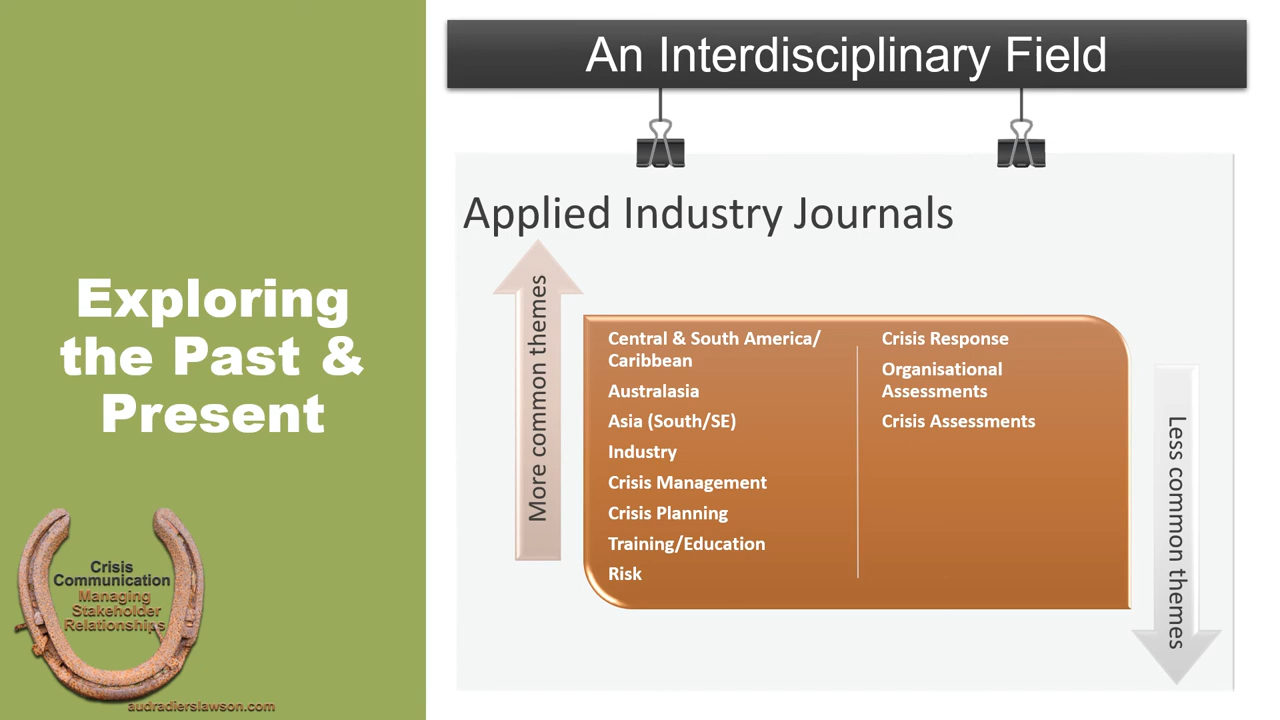 An Interdisciplinary Field
Applied Industry Journals
Exploring
the Past &
Present
More common themes
Central & South America/
Caribbean
Australasia
Asia (South/SE)
Industry
Crisis Management
Crisis Planning
Training/Education
Risk
Crisis Response
Organisational
Assessments
Crisis Assessments
Less common themes
Crisis
Communication
Managing
Stakeholder
Relationships
audradierslawson.com